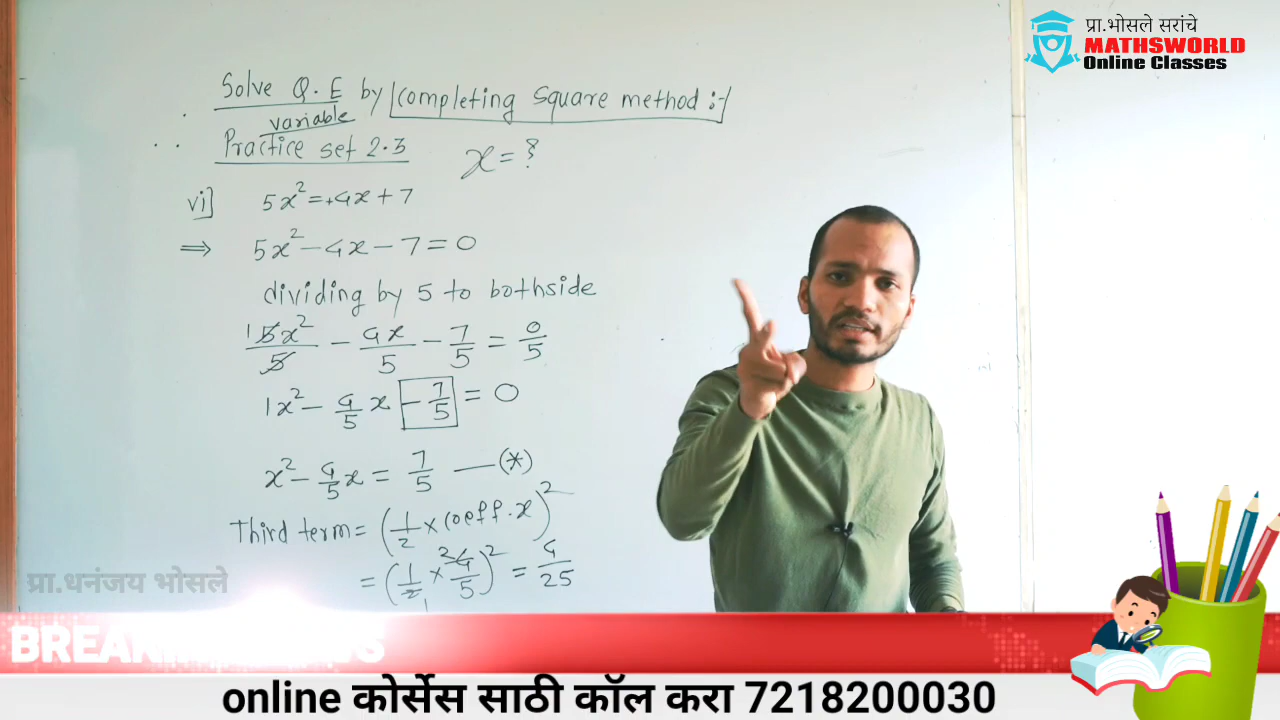 प्रा.भोसले सरांचे
MATHSWORLD
Online Classes
Solve Q.E by completing square method :-
variable
Practice set 2.3
x = ?
vi] 5x² = +4x + 7
⇒ 5x² - 4x - 7 = 0
dividing by 5 to bothside
1 5x²/5 - 4x/5 - 7/5 = 0/5
1x² - 4/5 x - 7/5 = 0
x² - 4/5 x = 7/5 —(*)
Third term = (1/2 × coeff. x)²
= (1/2 × 4/5)² = 4/25
प्रा.धनंजय भोसले
online कोर्सेस साठी कॉल करा 7218200030